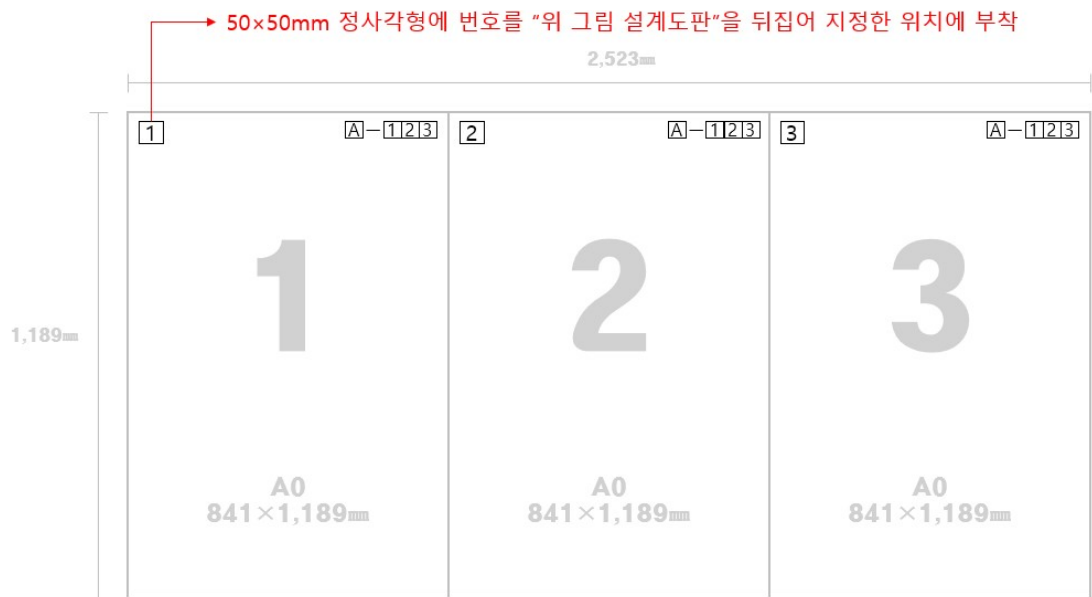 50×50mm 정사각형에 번호를 “위 그림 설계도판”을 뒤집어 지정한 위치에 부착
2,523㎜
1 A-123 2 A-123 3 A-123
1 2 3
1,189㎜
A0 A0 A0
841×1,189㎜ 841×1,189㎜ 841×1,189㎜